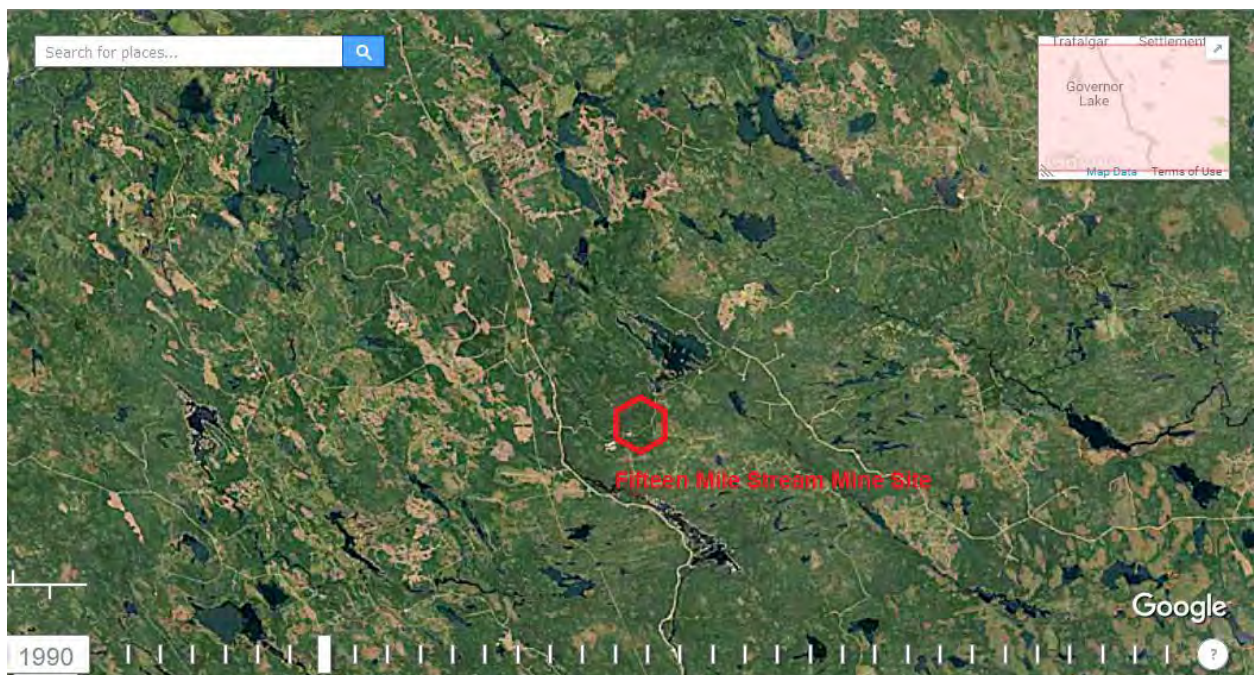 Search for places...
Trafalgar Settlement
Governor
Lake
Map Data Terms of Use
Fifteen Mile Stream Mine Site
Google
1990
?